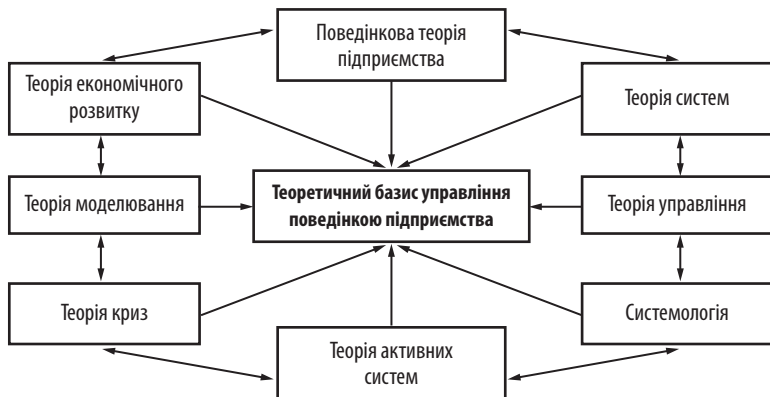 Поведінкова теорія
підприємства
Теорія економічного
розвитку
Теорія систем
Теоретичний базис управління
поведінкою підприємства
Теорія моделювання
Теорія управління
Теорія криз
Системологія
Теорія активних
систем